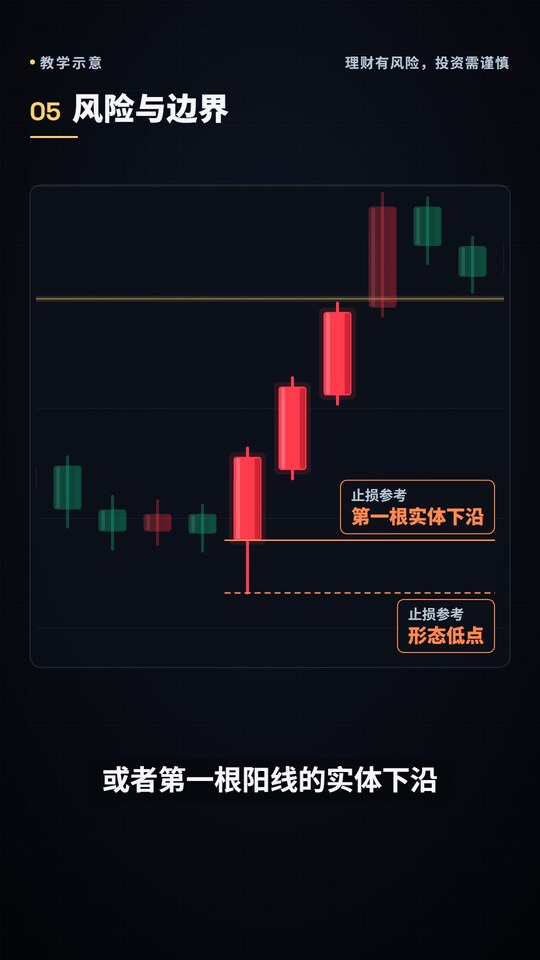 教学示意
理财有风险，投资需谨慎
05 风险与边界
止损参考
第一根实体下沿
止损参考
形态低点
或者第一根阳线的实体下沿